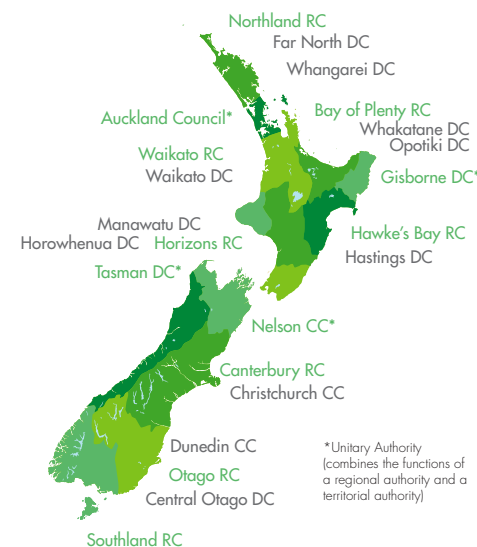 Northland RC
Far North DC
Whangarei DC
Auckland Council*
Bay of Plenty RC
Whakatane DC
Opotiki DC
Waikato RC
Waikato DC
Gisborne DC*
Manawatu DC
Horowhenua DC Horizons RC
Hawke's Bay RC
Hastings DC
Tasman DC*
Nelson CC*
Canterbury RC
Christchurch CC
Dunedin CC
Otago RC
Central Otago DC
Southland RC
*Unitary Authority
(combines the functions of
a regional authority and a
territorial authority)